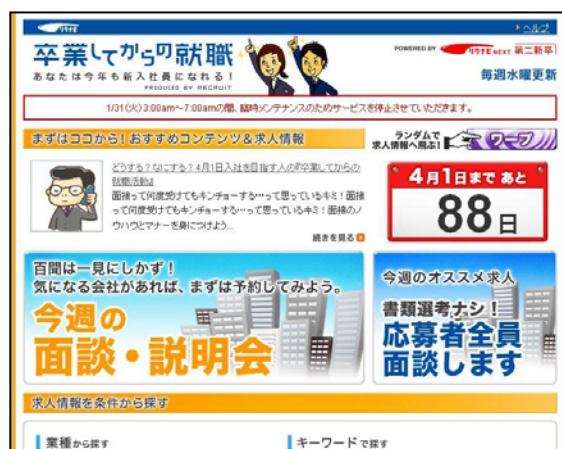 リクナビ
ヘルプ
卒業してからの就職
あなたは今年も新入社員になれる！
PRODUCED BY RECRUIT
POWERED BY リクナビNEXT 第二新卒
毎週水曜更新
1/31(火)3:00am～7:00amの間、臨時メンテナンスのためサービスを停止させていただきます。
まずはココから！おすすめコンテンツ＆求人情報
ランダムで
求人情報へ飛ぶ！
ワープ
どうする？なにする？4月1日入社を目指す人の『卒業してからの
就職活動』
面接って何度受けてもキンチョーする…って思っているキミ！面接
って何度受けてもキンチョーする…って思っているキミ！面接のノ
ウハウとマナーを身につけよう…
続きを見る
4月1日まで あと
88日
百聞は一見にしかず！
気になる会社があれば、まずは予約してみよう。
今週の
面談・説明会
今週のオススメ求人
書類選考ナシ！
応募者全員
面談します
求人情報を条件から探す
業種から探す
キーワードで探す